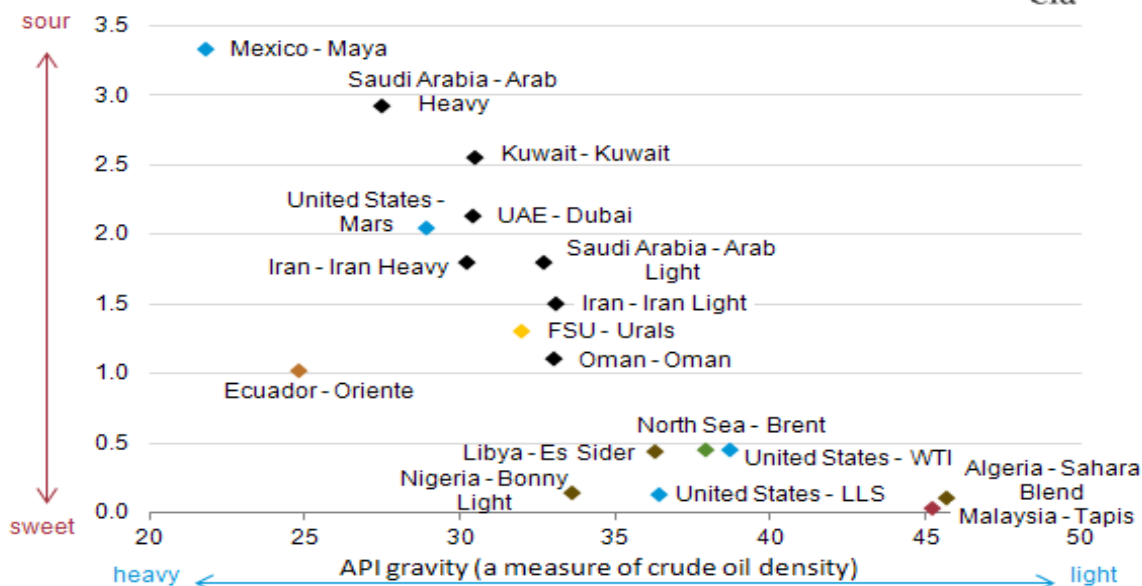 sour
3.5
Mexico - Maya
Saudi Arabia - Arab
Heavy
3.0
Kuwait - Kuwait
2.5
United States -
Mars
UAE - Dubai
2.0
Saudi Arabia - Arab
Light
Iran - Iran Heavy
1.5
Iran - Iran Light
FSU - Urals
Oman - Oman
1.0
Ecuador - Oriente
North Sea - Brent
0.5
Libya - Es Sider
United States - WTI
Nigeria - Bonny
Light
United States - LLS
Algeria - Sahara
Blend
Malaysia - Tapis
0.0
sweet
20
25
30
35
40
45
50
heavy
API gravity (a measure of crude oil density)
light